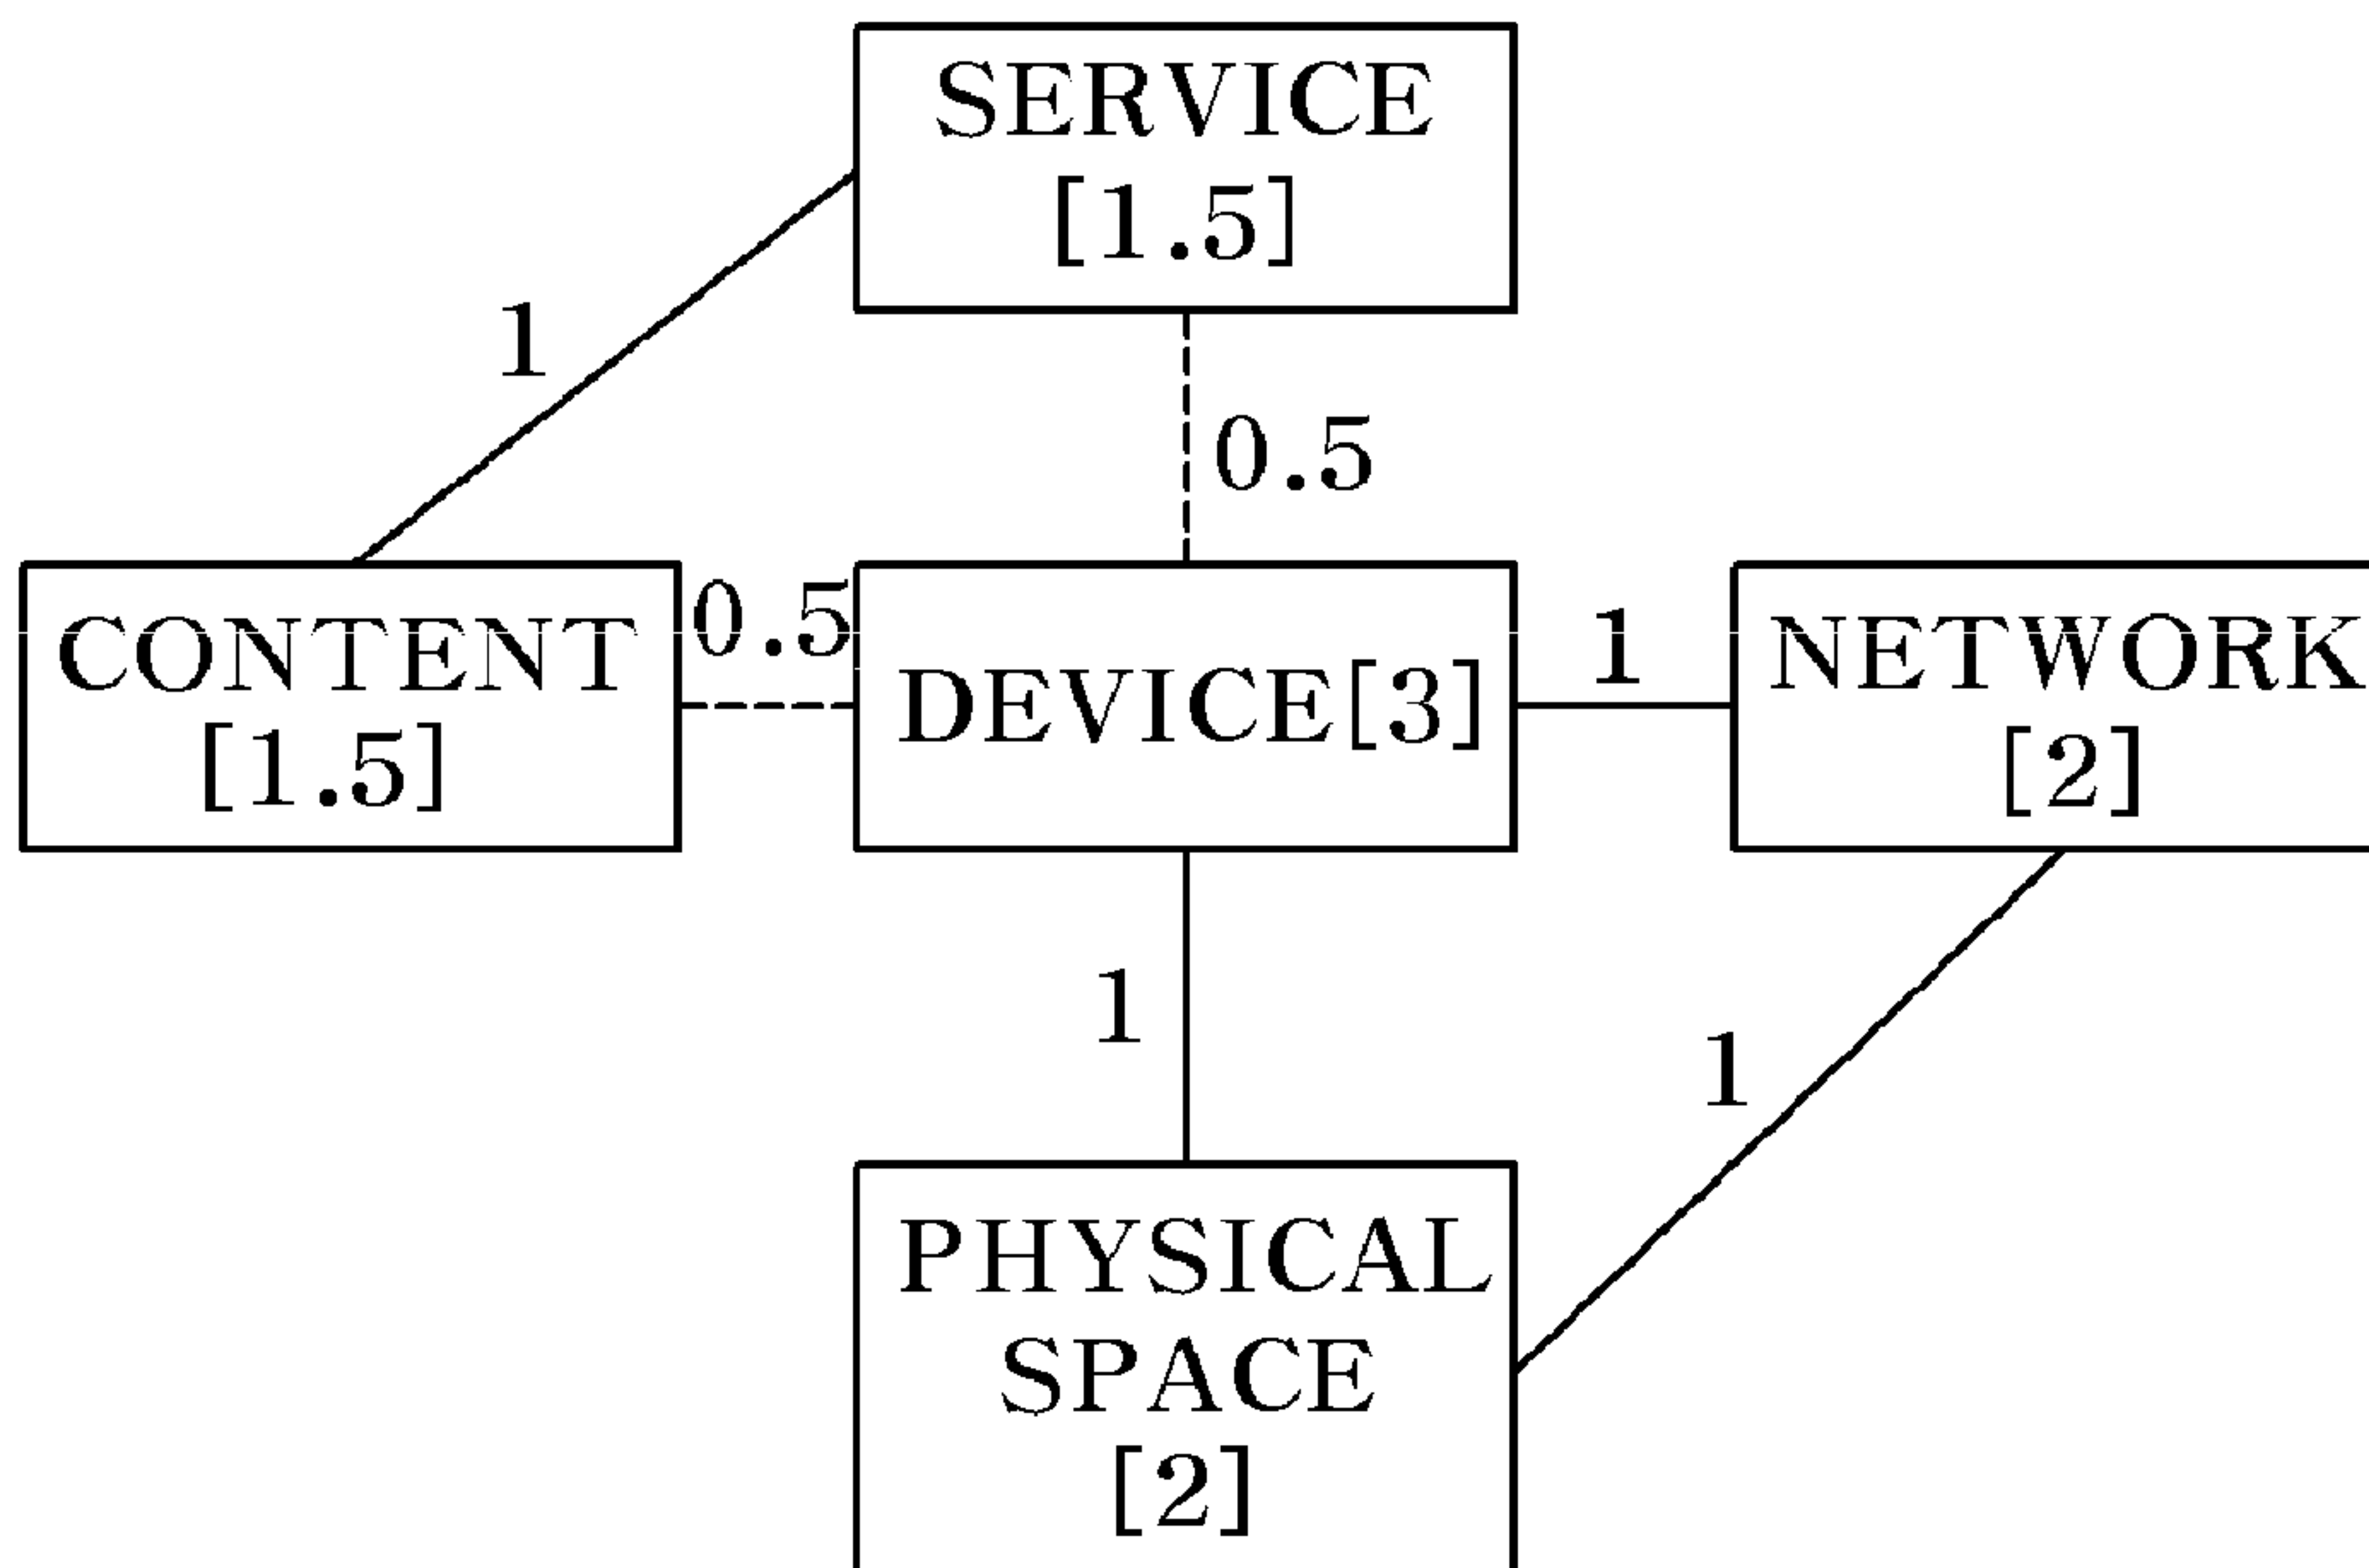 SERVICE
[1.5]
1
0.5
CONTENT
[1.5]
0.5
DEVICE[3]
1
NETWORK
[2]
1
1
PHYSICAL
SPACE
[2]